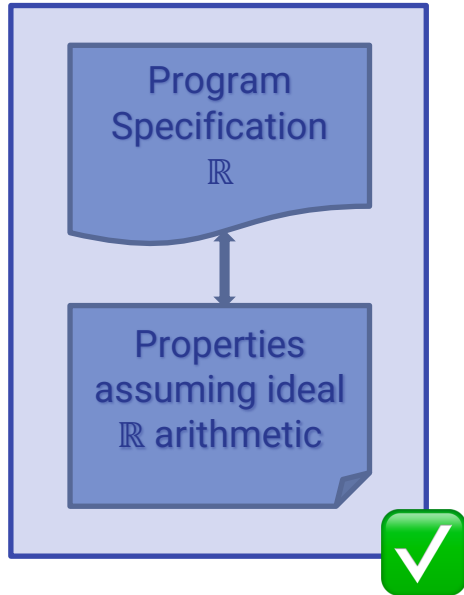 Program
Specification
ℝ
Properties
assuming ideal
ℝ arithmetic